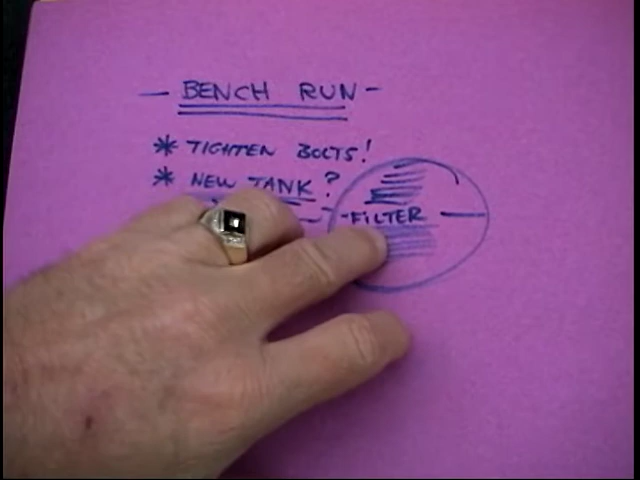 - BENCH RUN -
* TIGHTEN BOLTS!
* NEW TANK?
-FILTER